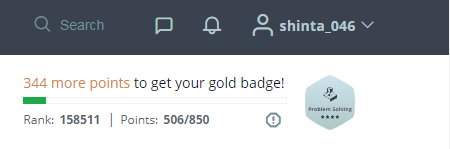 Search shinta_046
344 more points to get your gold badge!
Rank: 158511 | Points: 506/850
Problem Solving